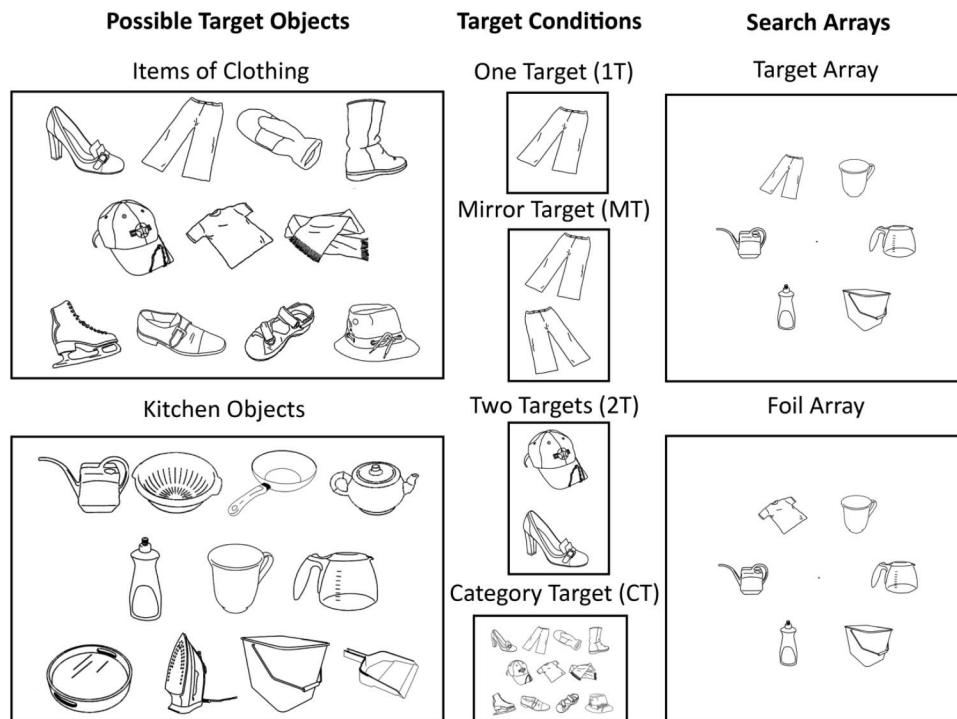 Possible Target Objects
Target Conditions
Search Arrays
Items of Clothing
One Target (1T)
Target Array
Mirror Target (MT)
Kitchen Objects
Two Targets (2T)
Foil Array
Category Target (CT)